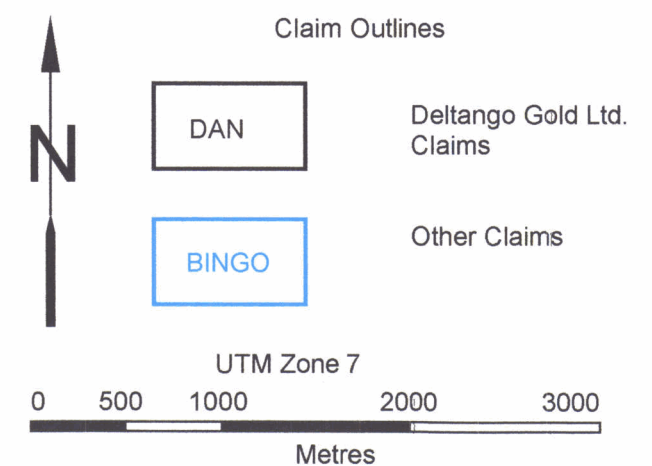 Claim Outlines
N
DAN
Deltango Gold Ltd.
Claims
BINGO
Other Claims
UTM Zone 7
0 500 1000 2000 3000
Metres